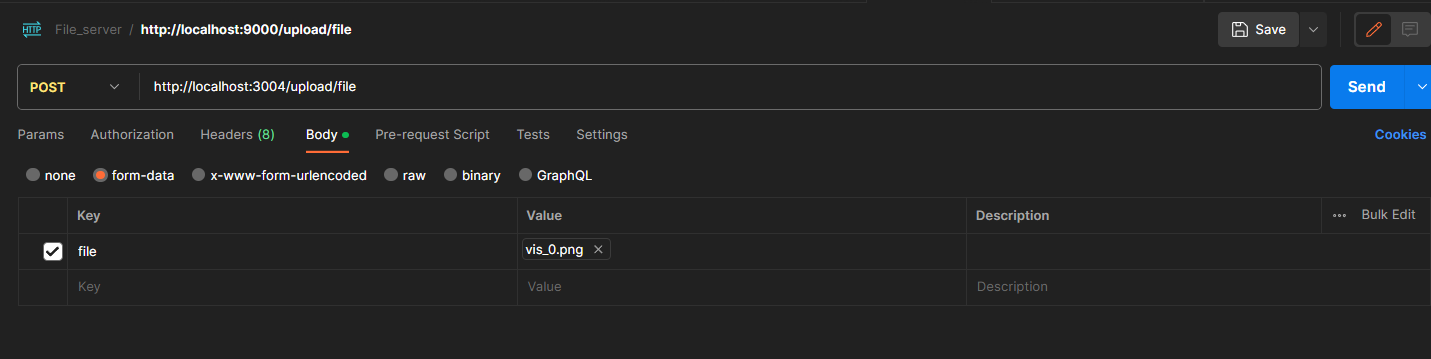 HTTP File_server / http://localhost:9000/upload/file Save
POST http://localhost:3004/upload/file Send
Params Authorization Headers (8) Body Pre-request Script Tests Settings Cookies
none form-data x-www-form-urlencoded raw binary GraphQL
Key Value Description Bulk Edit
file vis_0.png
Key Value Description